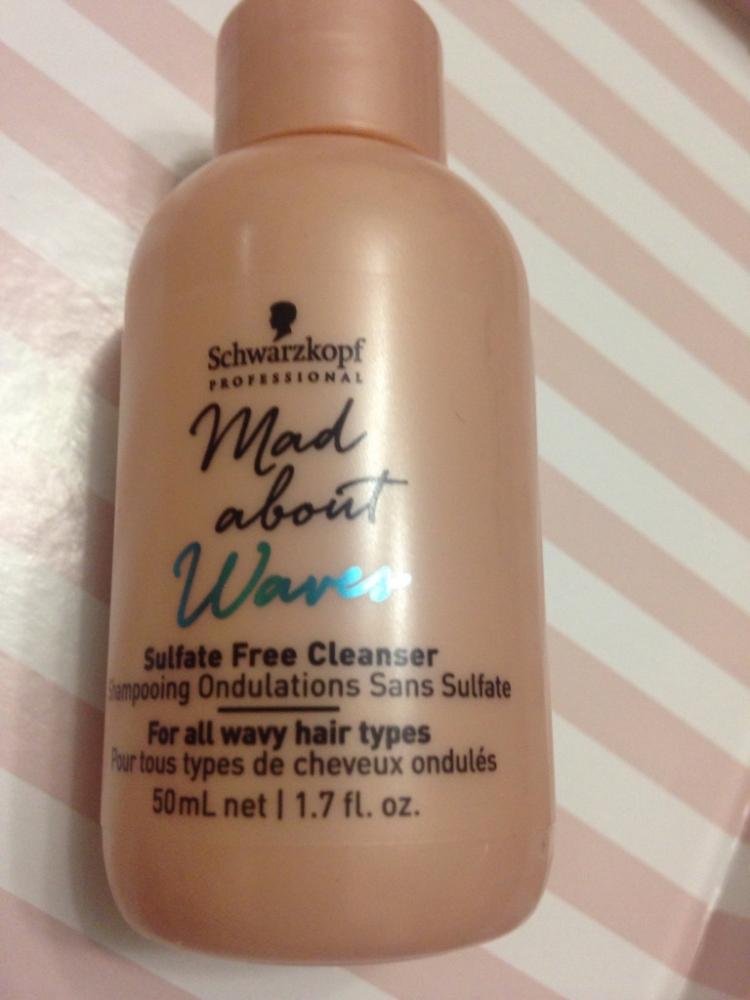 Schwarzkopf
PROFESSIONAL
Mad
about
Waves
Sulfate Free Cleanser
Shampooing Ondulations Sans Sulfate
For all wavy hair types
Pour tous types de cheveux ondulés
50mL net | 1.7 fl. oz.